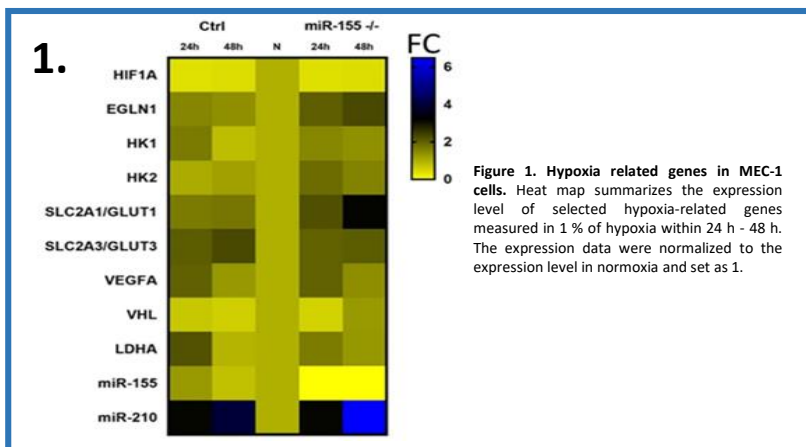 1.
Ctrl miR-155 -/-
24h 48h N 24h 48h
FC
6
4
2
0
HIF1A
EGLN1
HK1
HK2
SLC2A1/GLUT1
SLC2A3/GLUT3
VEGFA
VHL
LDHA
miR-155
miR-210
Figure 1. Hypoxia related genes in MEC-1
cells. Heat map summarizes the expression
level of selected hypoxia-related genes
measured in 1 % of hypoxia within 24 h - 48 h.
The expression data were normalized to the
expression level in normoxia and set as 1.